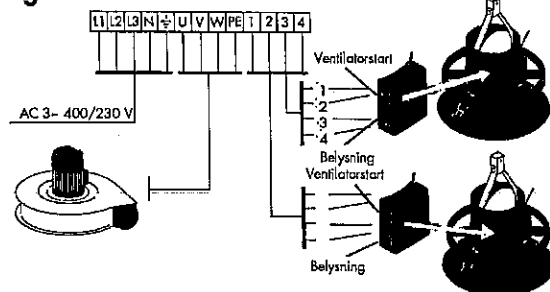 L1 L2 L3 N ⏚ U V W PE 1 2 3 4
Ventilatorstart
1
2
3
4
AC 3~ 400/230 V
Belysning
Ventilatorstart
Belysning